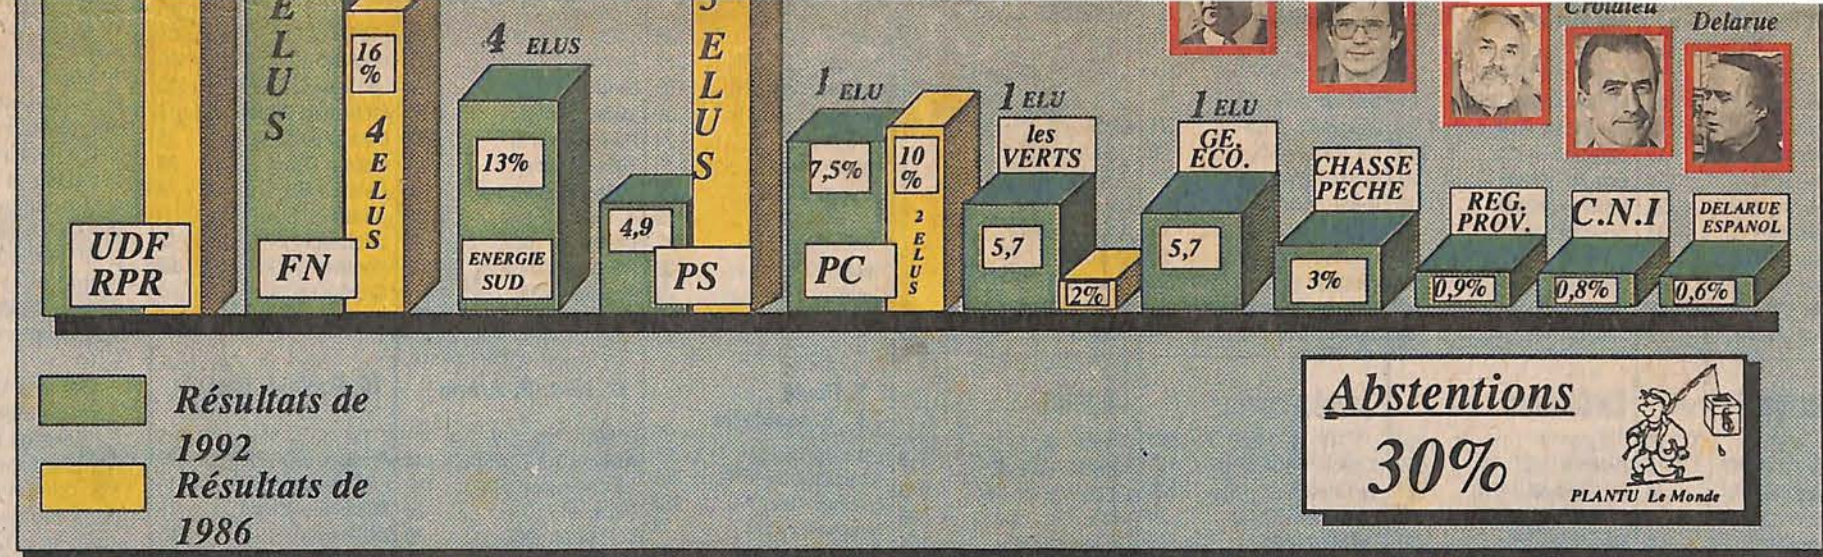 Croidieu
Delarue
E
L
U
S
16
%
4
E
L
U
S
4 ELUS
13%
4,9
E
L
U
S
1 ELU
7,5%
10
%
2
E
L
U
S
1 ELU
les
VERTS
5,7
2%
1 ELU
GE.
ECO.
5,7
CHASSE
PECHE
3%
REG.
PROV.
0,9%
C.N.I
0,8%
DELARUE
ESPANOL
0,6%
UDF
RPR
FN
ENERGIE
SUD
PS
PC
Résultats de
1992
Résultats de
1986
Abstentions
30%
PLANTU Le Monde